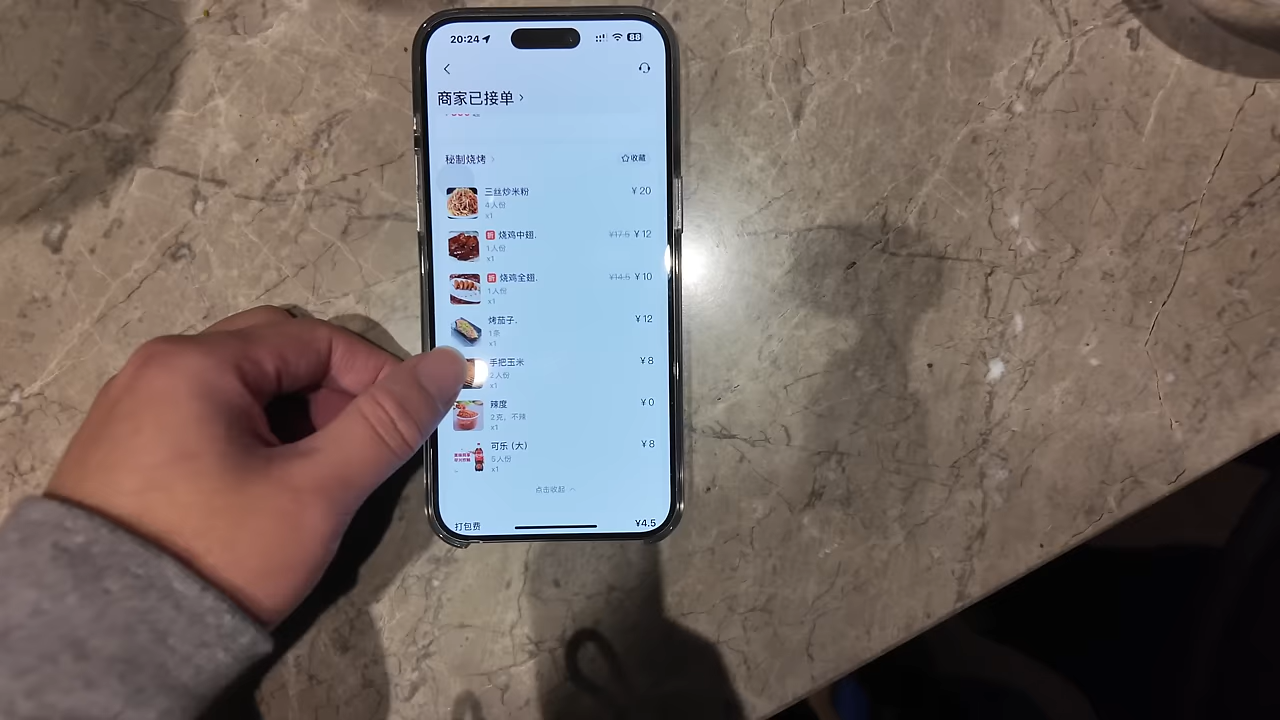 20:24
88
商家已接单 >
秘制烧烤 >
收藏
三丝炒米粉
¥20
4人份
x1
折 烧鸡中翅.
¥17.5 ¥12
1人份
x1
折 烧鸡全翅.
¥14.5 ¥10
1人份
x1
烤茄子.
¥12
1条
x1
手把玉米
¥8
2人份
x1
辣度
¥0
2克，不辣
x1
可乐（大）
¥8
5人份
x1
点击收起
打包费
¥4.5